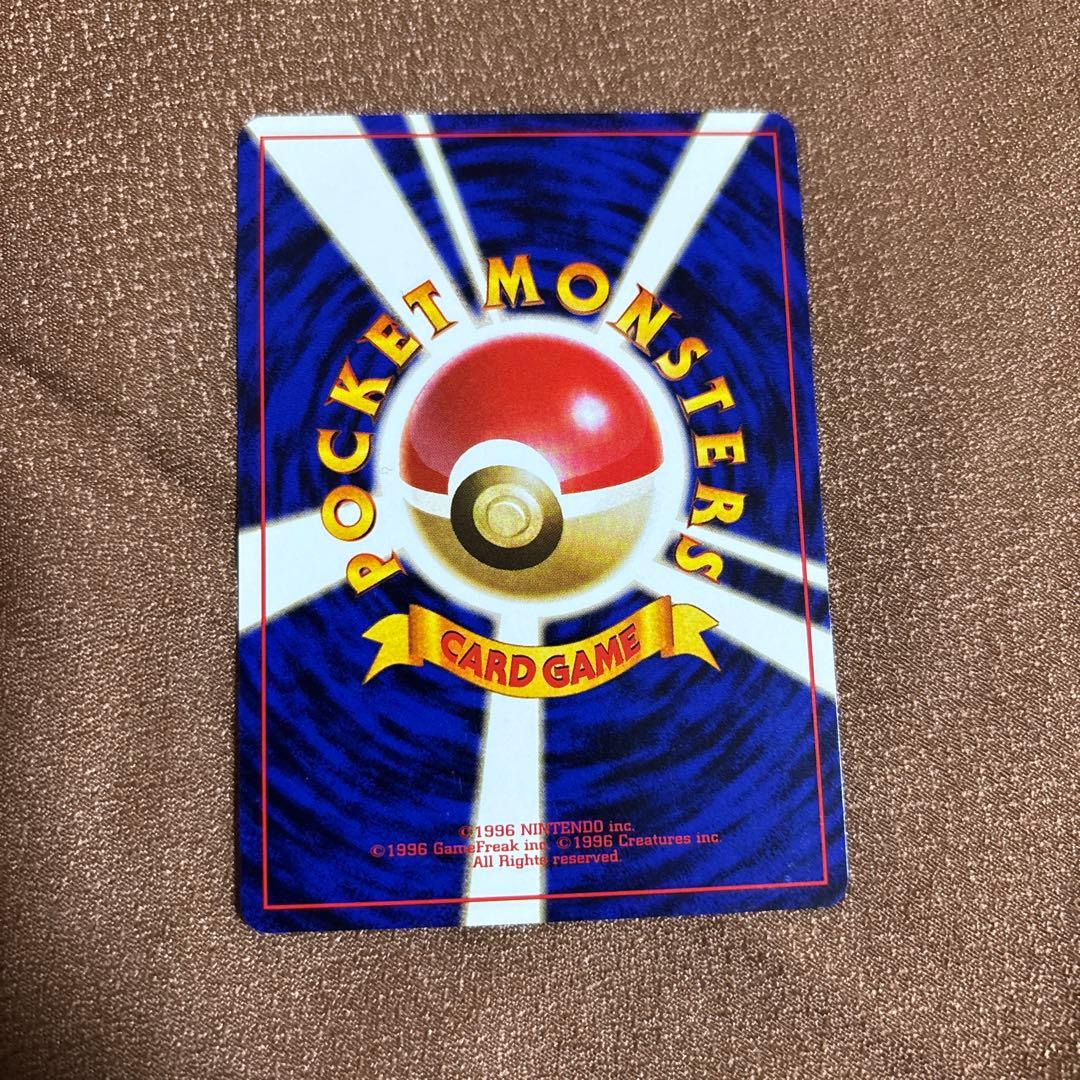 POCKET MONSTERS
CARD GAME
©1996 NINTENDO inc.
©1996 GameFreak inc. ©1996 Creatures inc.
All Rights reserved.